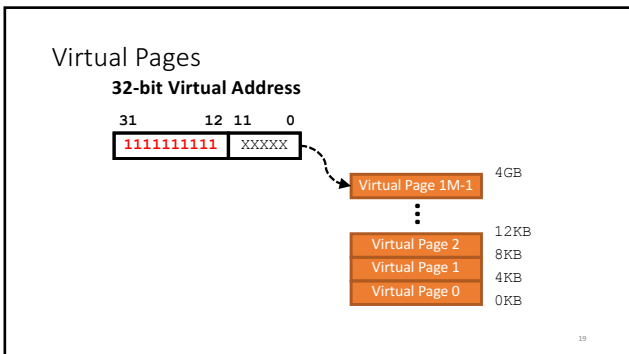 Virtual Pages
32-bit Virtual Address
31 12 11 0
1111111111 XXXXX
Virtual Page 1M-1 4GB
12KB
Virtual Page 2
8KB
Virtual Page 1
4KB
Virtual Page 0
0KB
19